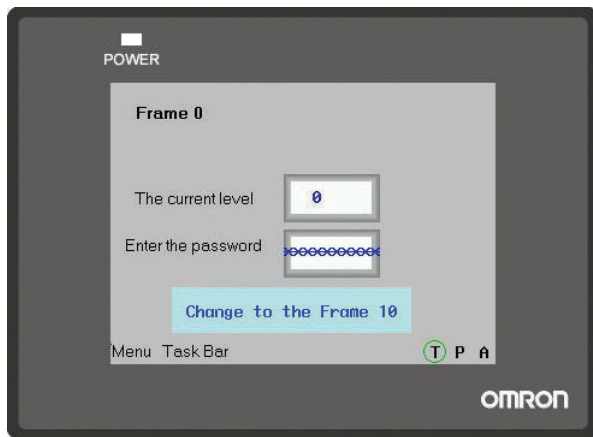 POWER
Frame 0
The current level 0
Enter the password
Change to the Frame 10
Menu Task Bar T P A
OMRON